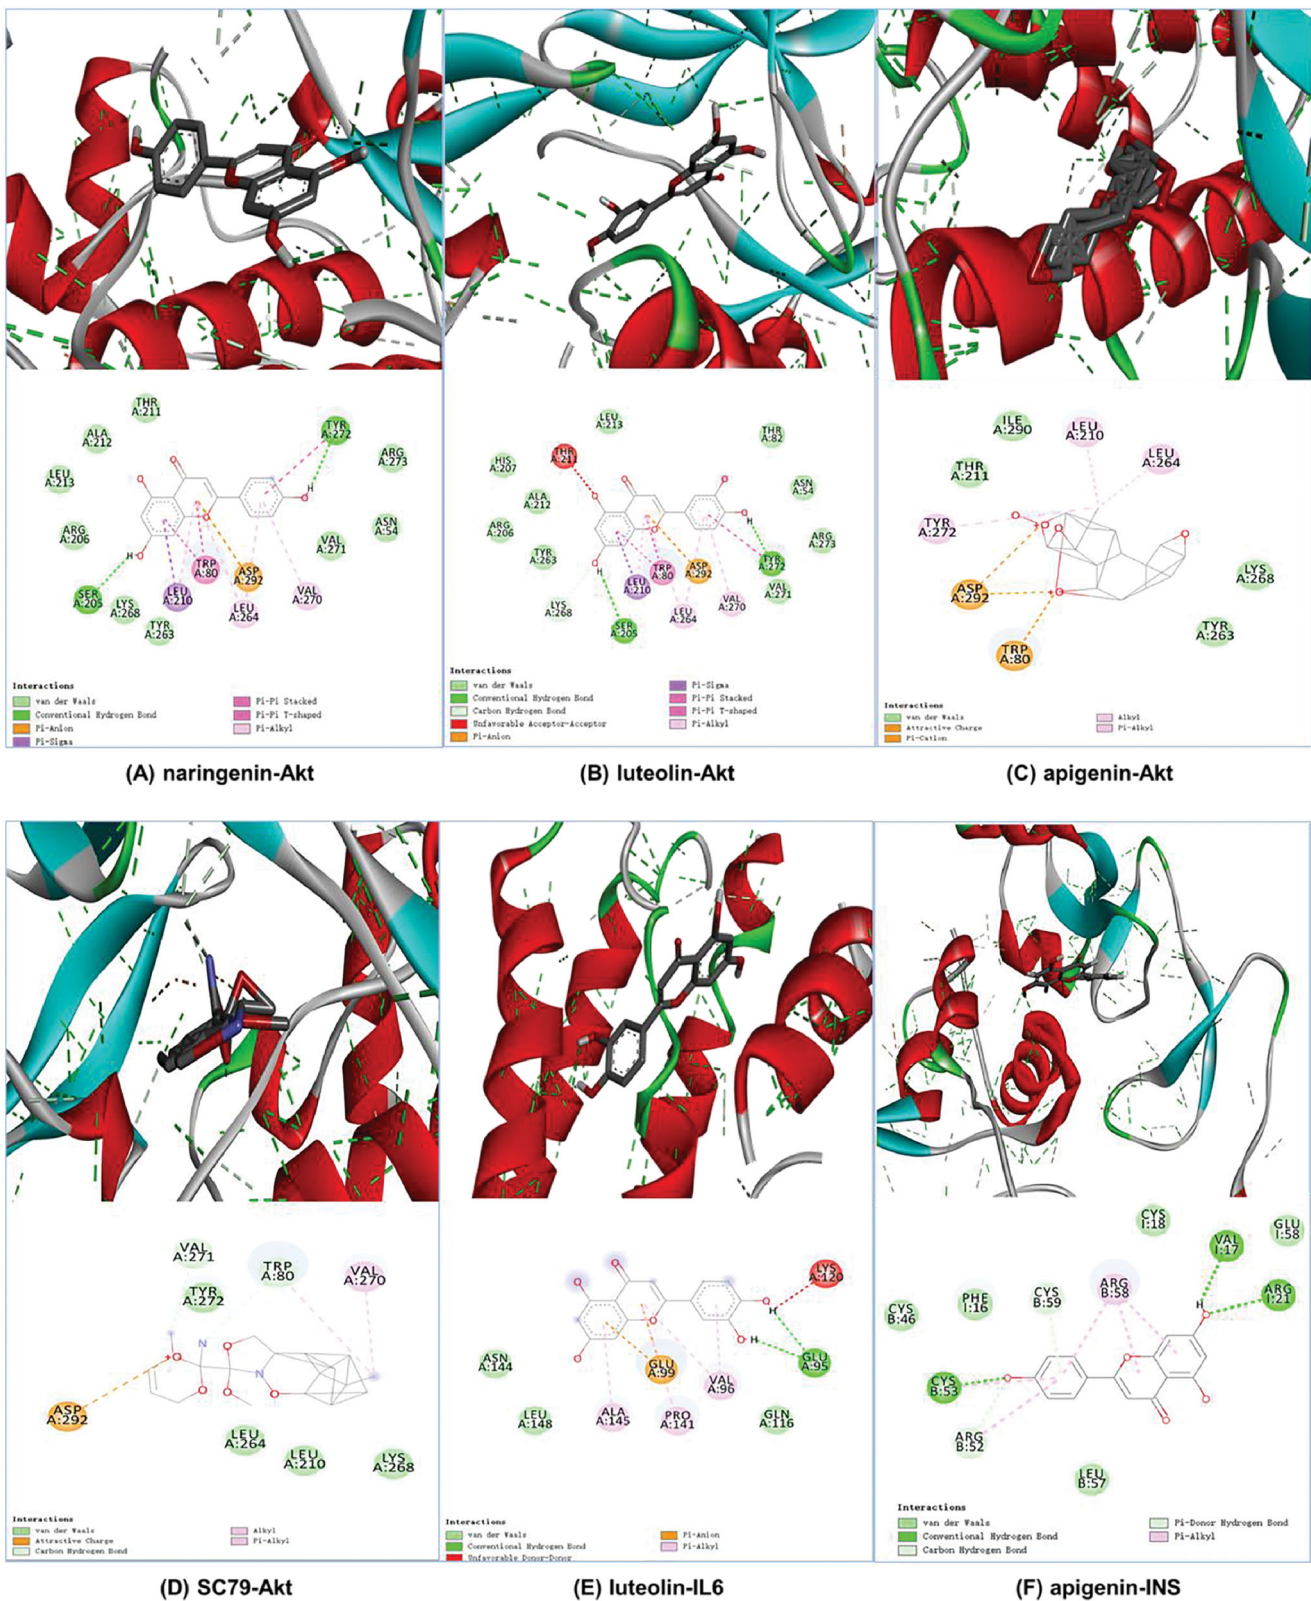 THR
A:211
TYR
A:272
ALA
A:212
ARG
A:273
LEU
A:213
ASN
A:54
ARG
A:206
VAL
A:271
H
O
TRP
A:80
ASP
A:292
SER
A:205
LYS
A:268
LEU
A:210
LEU
A:264
VAL
A:270
TYR
A:263
Interactions
van der Waals
Conventional Hydrogen Bond
Pi-Anion
Pi-Sigma
Pi-Pi Stacked
Pi-Pi T-shaped
Pi-Alkyl
LEU
A:213
THR
A:82
THR
A:211
HIS
A:207
ASN
A:54
ALA
A:212
ARG
A:206
ARG
A:273
TYR
A:263
TYR
A:272
LEU
A:210
TRP
A:80
ASP
A:292
VAL
A:271
LYS
A:268
LEU
A:264
VAL
A:270
SER
A:205
Interactions
van der Waals
Conventional Hydrogen Bond
Carbon Hydrogen Bond
Unfavorable Acceptor-Acceptor
Pi-Anion
Pi-Sigma
Pi-Pi Stacked
Pi-Pi T-shaped
Pi-Alkyl
ILE
A:290
LEU
A:210
LEU
A:264
THR
A:211
TYR
A:272
LYS
A:268
ASP
A:292
TYR
A:263
TRP
A:80
Interactions
van der Waals
Attractive Charge
Pi-Cation
Alkyl
Pi-Alkyl
(A) naringenin-Akt
(B) luteolin-Akt
(C) apigenin-Akt
VAL
A:271
TRP
A:80
VAL
A:270
TYR
A:272
N
ASP
A:292
LEU
A:264
LEU
A:210
LYS
A:268
Interactions
van der Waals
Attractive Charge
Carbon Hydrogen Bond
Alkyl
Pi-Alkyl
LYS
A:120
ASN
A:144
GLU
A:99
GLU
A:95
VAL
A:96
LEU
A:148
ALA
A:145
PRO
A:141
GLN
A:116
Interactions
van der Waals
Conventional Hydrogen Bond
Unfavorable Donor-Donor
Pi-Anion
Pi-Alkyl
CYS
I:18
GLU
I:58
VAL
I:17
ARG
B:58
ARG
I:21
CYS
B:59
PHE
I:16
CYS
B:46
CYS
B:53
ARG
B:52
LEU
B:57
Interactions
van der Waals
Conventional Hydrogen Bond
Carbon Hydrogen Bond
Pi-Donor Hydrogen Bond
Pi-Alkyl
(D) SC79-Akt
(E) luteolin-IL6
(F) apigenin-INS